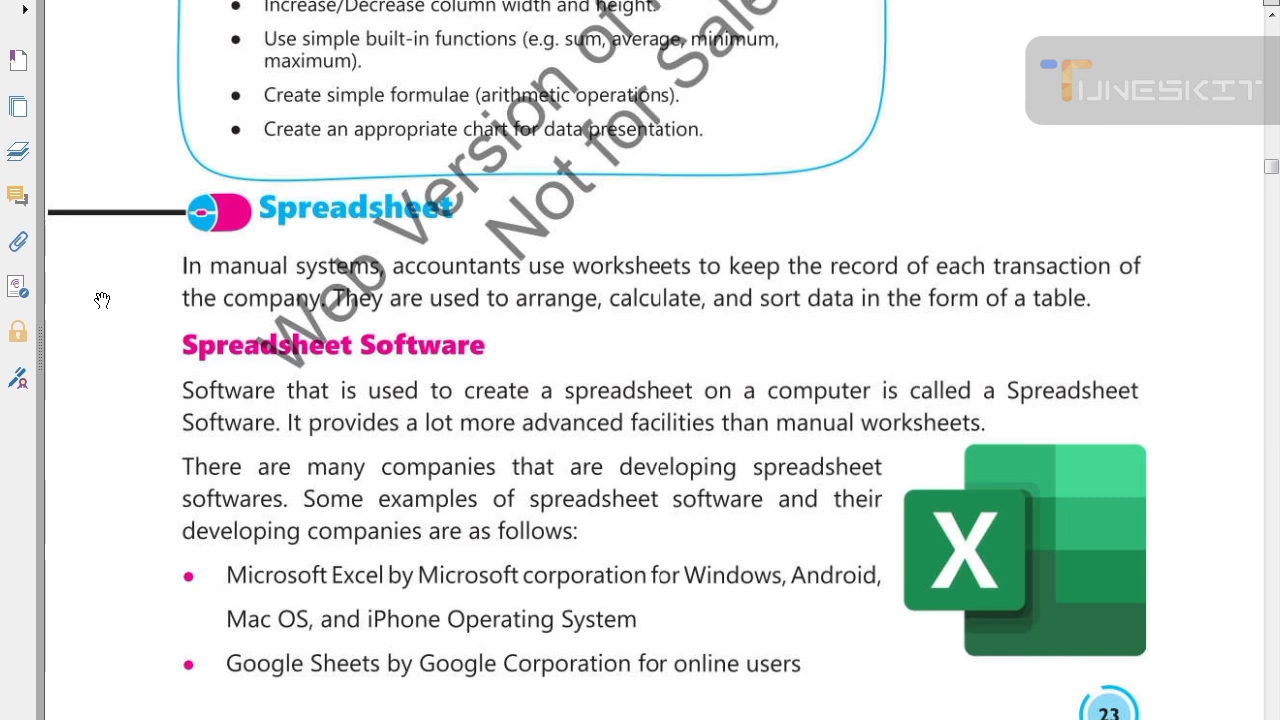 Increase/Decrease column width and height.
Use simple built-in functions (e.g. sum, average, minimum,
maximum).
Create simple formulae (arithmetic operations).
Create an appropriate chart for data presentation.
TUNESKIT
Web Version of
Not for Sale
Spreadsheet
In manual systems, accountants use worksheets to keep the record of each transaction of
the company. They are used to arrange, calculate, and sort data in the form of a table.
Spreadsheet Software
Software that is used to create a spreadsheet on a computer is called a Spreadsheet
Software. It provides a lot more advanced facilities than manual worksheets.
There are many companies that are developing spreadsheet
softwares. Some examples of spreadsheet software and their
developing companies are as follows:
X
Microsoft Excel by Microsoft corporation for Windows, Android,
Mac OS, and iPhone Operating System
Google Sheets by Google Corporation for online users
23